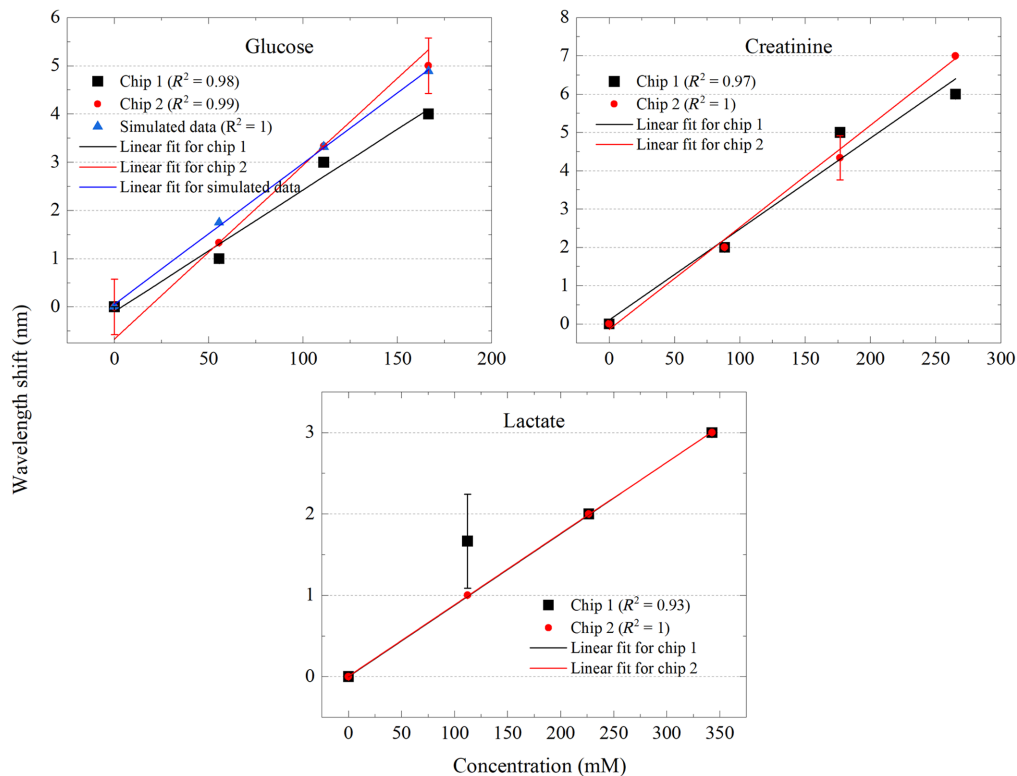 Glucose
Chip 1 (R² = 0.98)
Chip 2 (R² = 0.99)
Simulated data (R² = 1)
Linear fit for chip 1
Linear fit for chip 2
Linear fit for simulated data
6
5
4
3
2
1
0
0 50 100 150 200
Creatinine
Chip 1 (R² = 0.97)
Chip 2 (R² = 1)
Linear fit for chip 1
Linear fit for chip 2
8
7
6
5
4
3
2
1
0
0 50 100 150 200 250 300
Wavelength shift (nm)
Lactate
Chip 1 (R² = 0.93)
Chip 2 (R² = 1)
Linear fit for chip 1
Linear fit for chip 2
3
2
1
0
0 50 100 150 200 250 300 350
Concentration (mM)